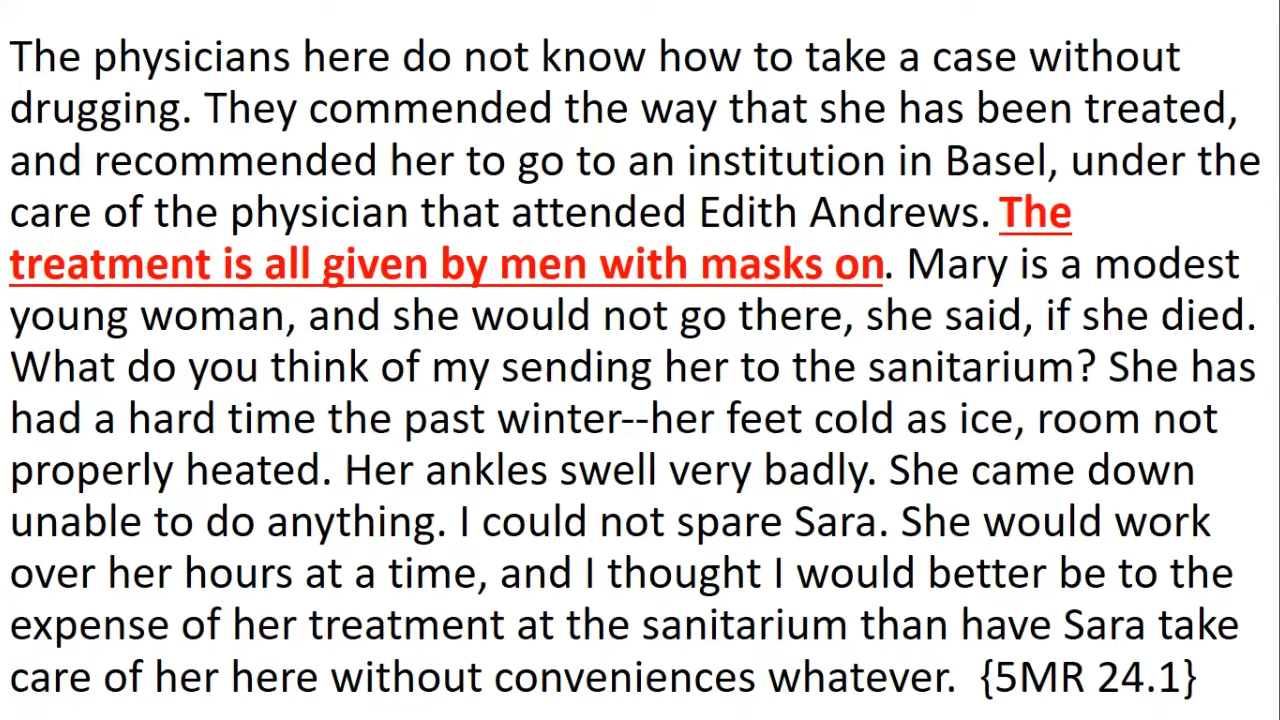 The physicians here do not know how to take a case without
drugging. They commended the way that she has been treated,
and recommended her to go to an institution in Basel, under the
care of the physician that attended Edith Andrews. The
treatment is all given by men with masks on. Mary is a modest
young woman, and she would not go there, she said, if she died.
What do you think of my sending her to the sanitarium? She has
had a hard time the past winter--her feet cold as ice, room not
properly heated. Her ankles swell very badly. She came down
unable to do anything. I could not spare Sara. She would work
over her hours at a time, and I thought I would better be to the
expense of her treatment at the sanitarium than have Sara take
care of her here without conveniences whatever.  {5MR 24.1}